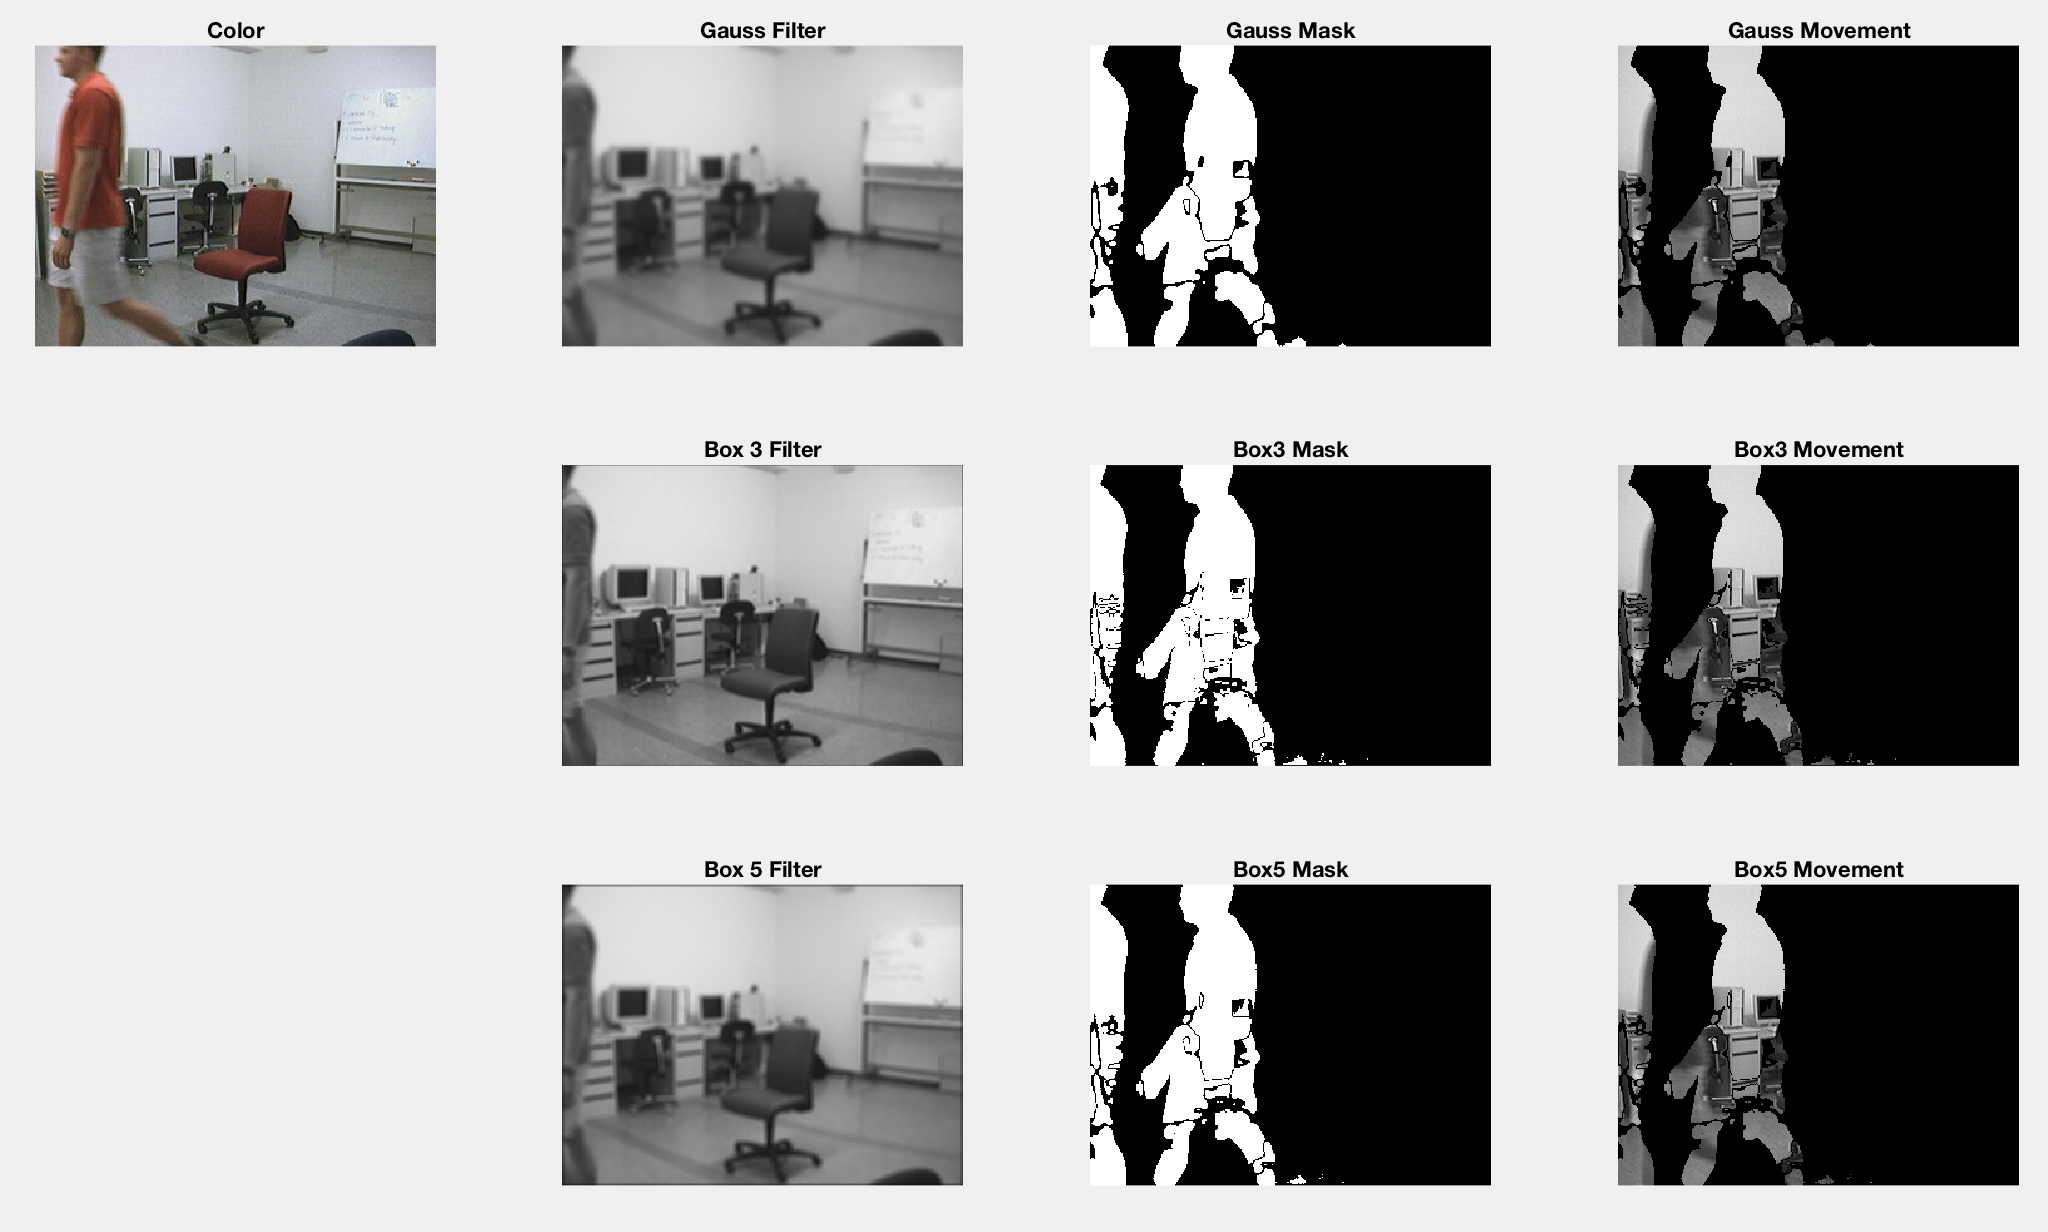 Color
Gauss Filter
Gauss Mask
Gauss Movement
Box 3 Filter
Box3 Mask
Box3 Movement
Box 5 Filter
Box5 Mask
Box5 Movement